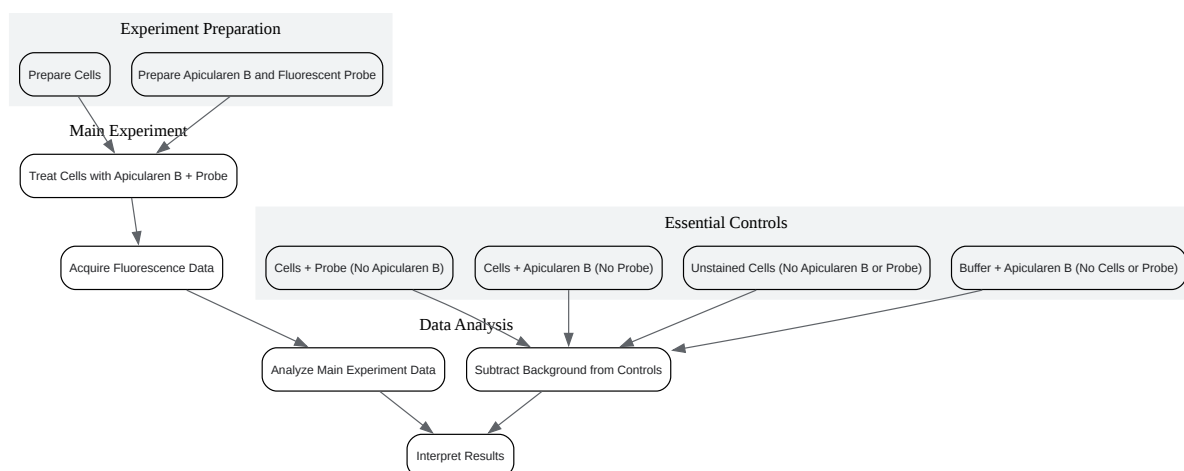 Experiment Preparation
Prepare Cells
Prepare Apicularen B and Fluorescent Probe
Main Experiment
Treat Cells with Apicularen B + Probe
Essential Controls
Acquire Fluorescence Data
Cells + Probe (No Apicularen B)
Cells + Apicularen B (No Probe)
Unstained Cells (No Apicularen B or Probe)
Buffer + Apicularen B (No Cells or Probe)
Data Analysis
Analyze Main Experiment Data
Subtract Background from Controls
Interpret Results